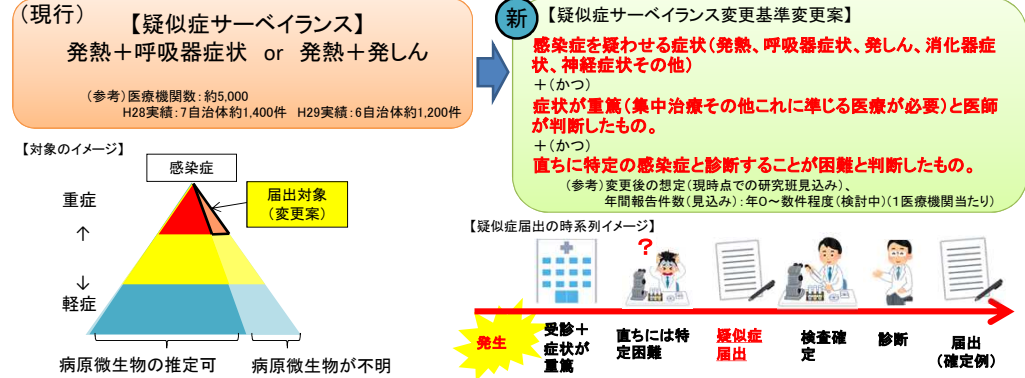 (現行)
【疑似症サーベイランス】
発熱＋呼吸器症状 or 発熱＋発しん
(参考)医療機関数：約5,000
H28実績：7自治体約1,400件 H29実績：6自治体約1,200件
新
【疑似症サーベイランス変更基準変更案】
感染症を疑わせる症状(発熱、呼吸器症状、発しん、消化器症
状、神経症状その他)
＋(かつ)
症状が重篤(集中治療その他これに準じる医療が必要)と医師
が判断したもの。
＋(かつ)
直ちに特定の感染症と診断することが困難と判断したもの。
(参考)変更後の想定(現時点での研究班見込み)、
年間報告件数(見込み)：年0～数件程度(検討中)(1医療機関当たり)
【対象のイメージ】
感染症
重症
↑
↓
軽症
届出対象
(変更案)
病原微生物の推定可
病原微生物が不明
【疑似症届出の時系列イメージ】
?
発生
受診＋
症状が
重篤
直ちには特
定困難
疑似症
届出
検査確
定
診断
届出
(確定例)